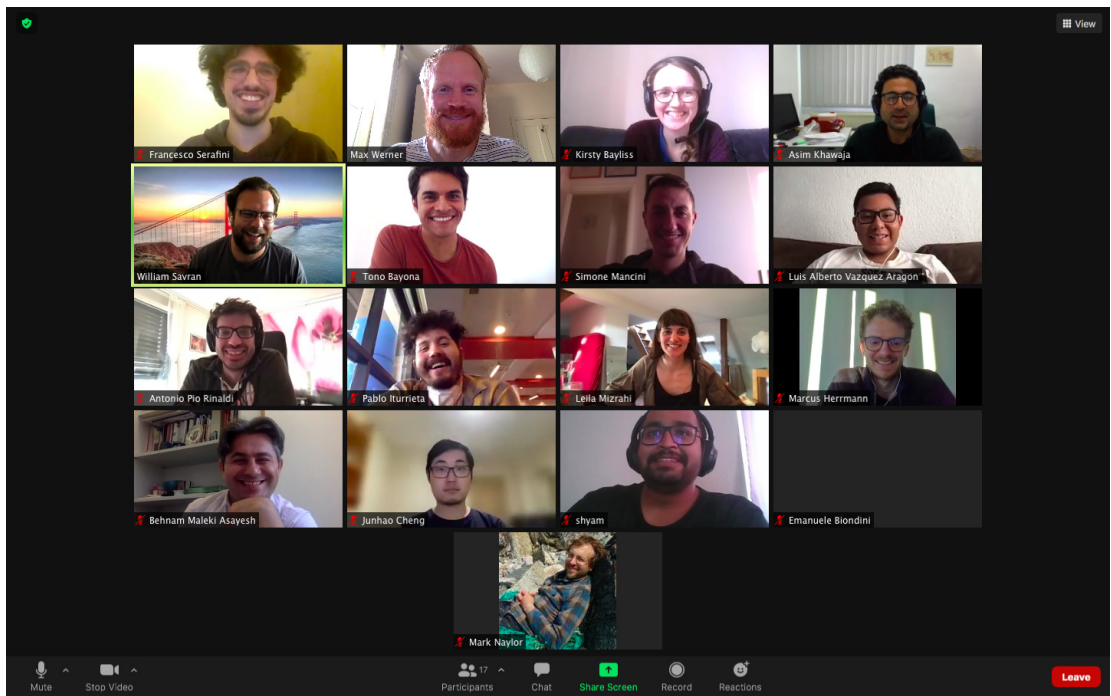 View
Francesco Serafini
Max Werner
Kirsty Bayliss
Asim Khawaja
William Savran
Tono Bayona
Simone Mancini
Luis Alberto Vazquez Aragon
Antonio Pio Rinaldi
Pablo Iturrieta
Leila Mizrahi
Marcus Herrmann
Behnam Maleki Asayesh
Junhao Cheng
shyam
Emanuele Biondini
Mark Naylor
17
Mute
Stop Video
Participants
Chat
Share Screen
Record
Reactions
Leave